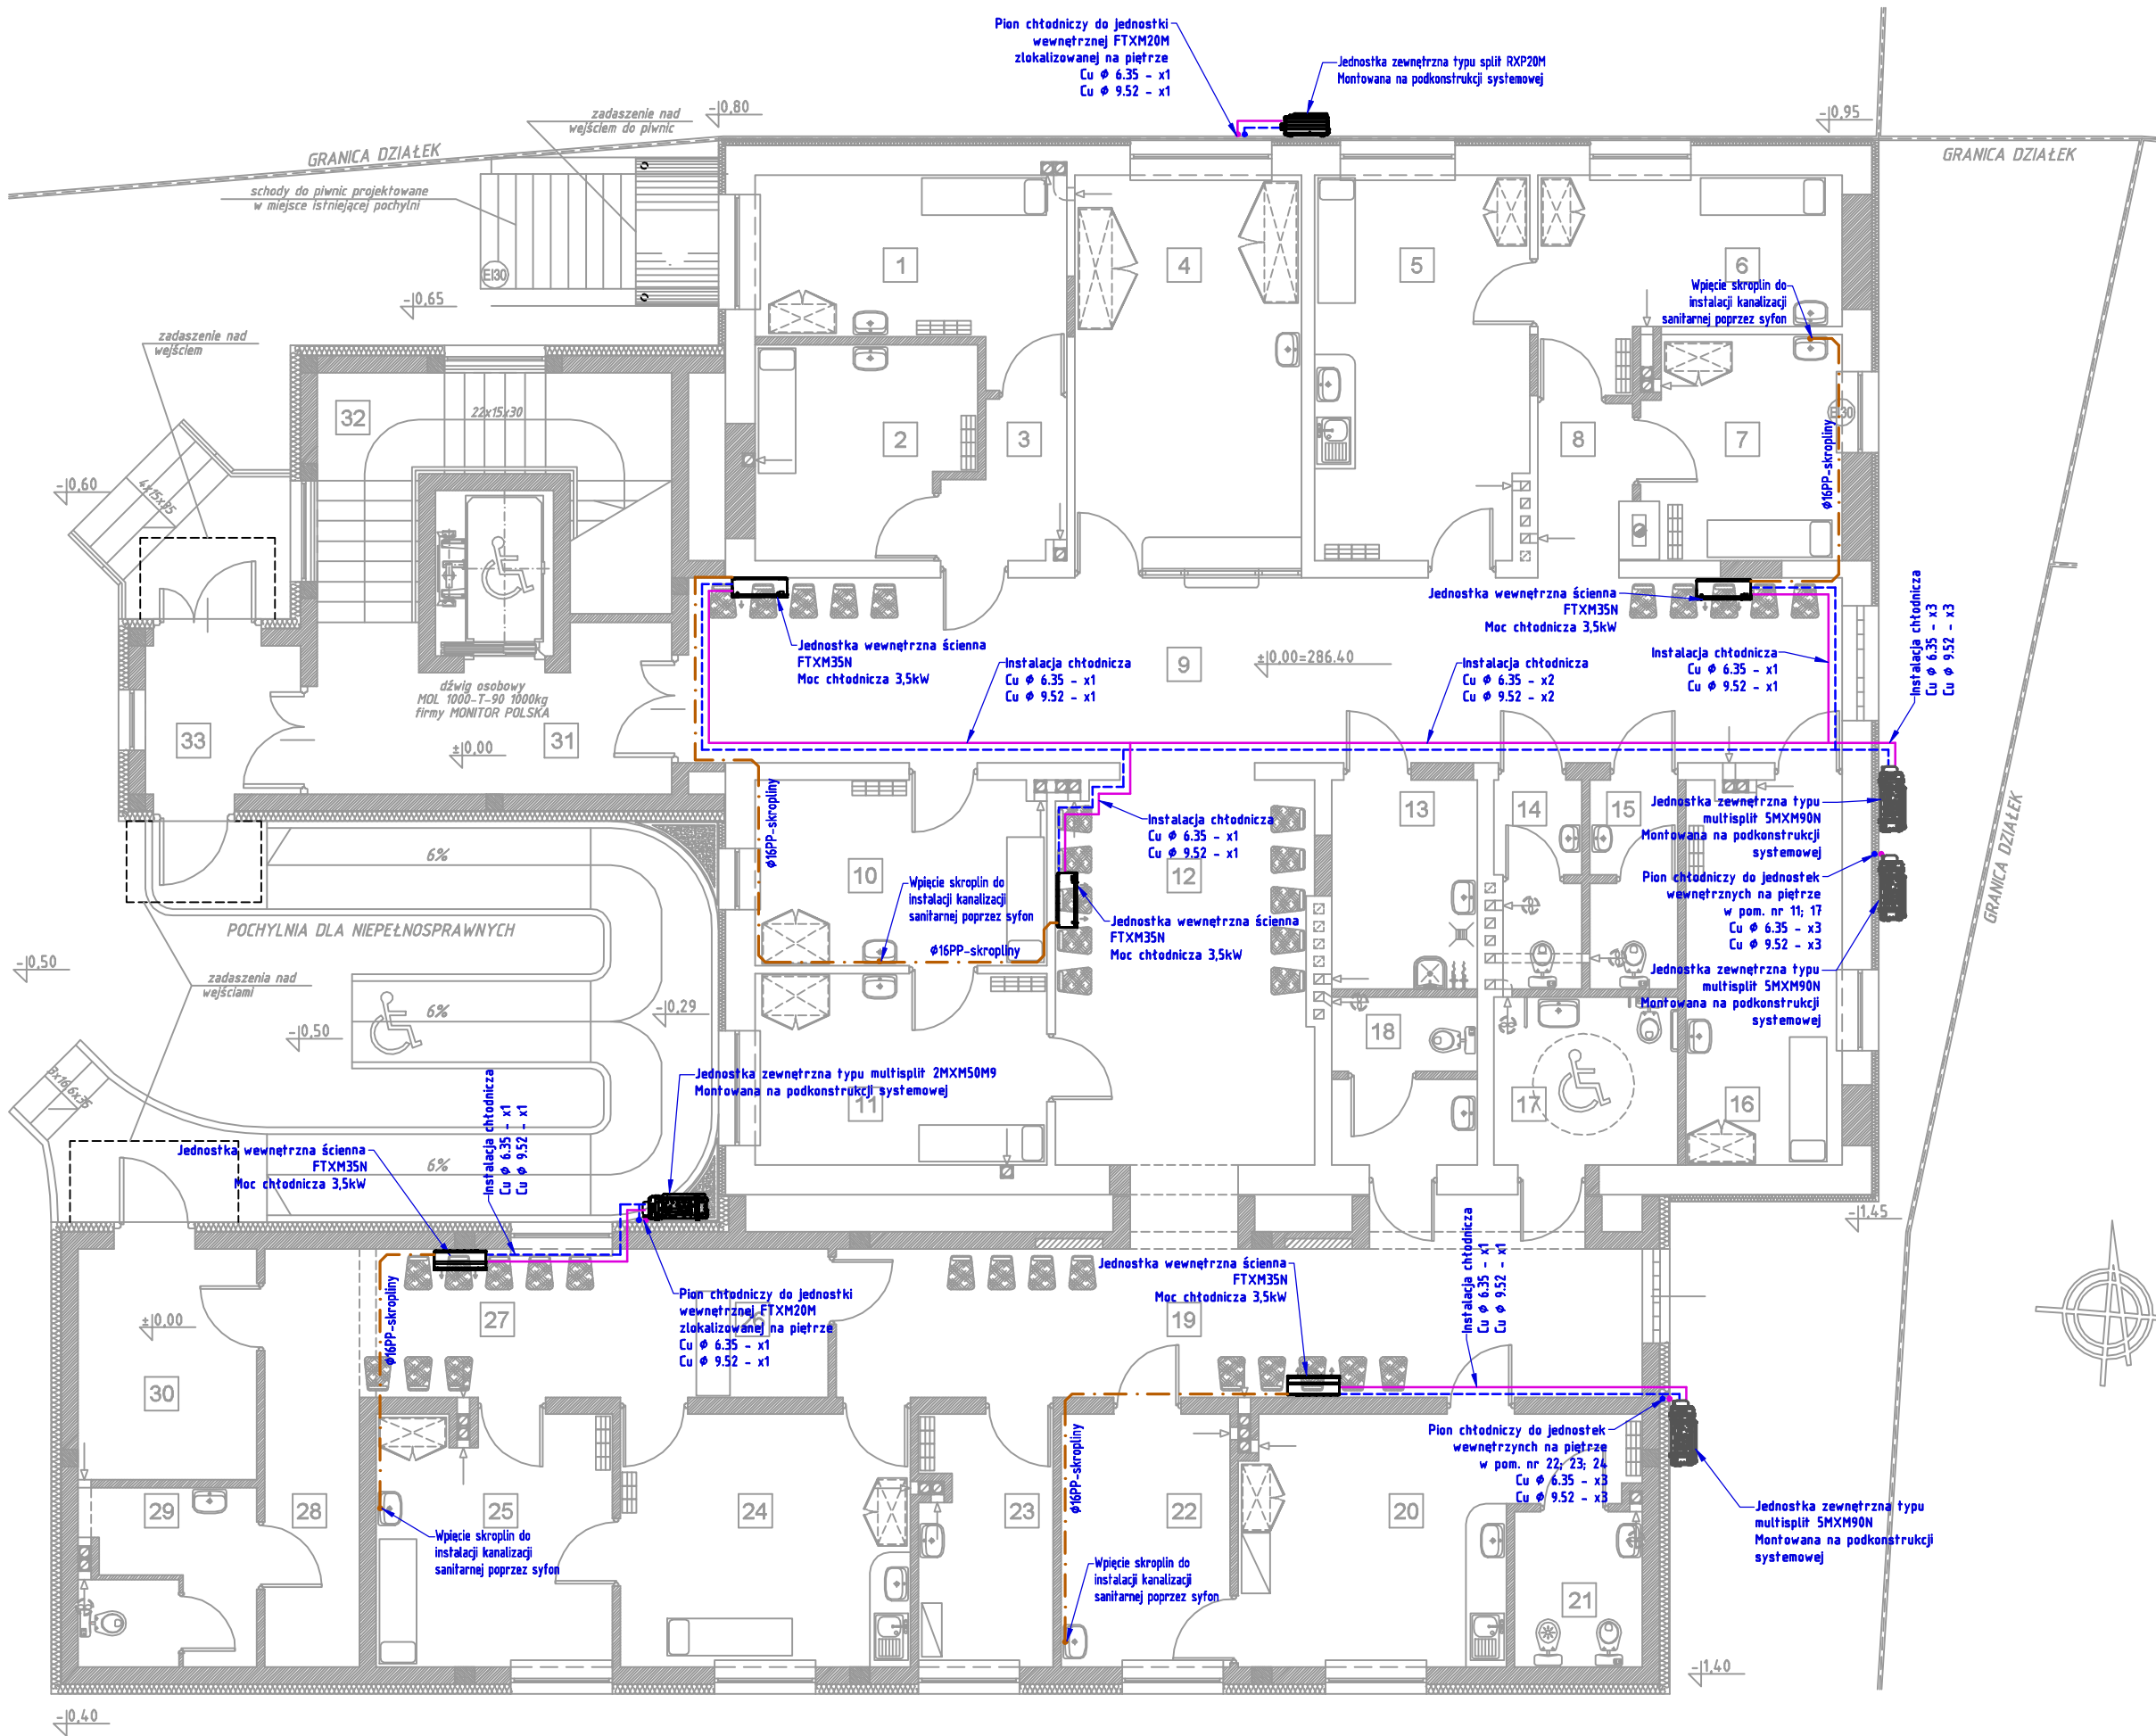 Pion chłodniczy do jednostki
wewnętrznej FTXM20M
zlokalizowanej na piętrze
Cu ϕ 6.35 - x1
Cu ϕ 9.52 - x1
Jednostka zewnętrzna typu split RXP20M
Montowana na podkonstrukcji systemowej
zadaszenie nad
wejściem do piwnic
-0,80
-0,95
GRANICA DZIAŁEK
GRANICA DZIAŁEK
schody do piwnic projektowane
w miejsce istniejącej pochylni
EI30
-0,65
1
4
5
6
Wpięcie skroplin do
instalacji kanalizacji
sanitarnej poprzez syfon
zadaszenie nad
wejściem
32
22x15x30
2
3
8
7
EI30
ϕ16PP-skropliny
-0,60
4x15x35
Jednostka wewnętrzna ścienna
FTXM35N
Moc chłodnicza 3,5kW
Jednostka wewnętrzna ścienna
FTXM35N
Moc chłodnicza 3,5kW
Instalacja chłodnicza
Cu ϕ 6.35 - x3
Cu ϕ 9.52 - x3
Instalacja chłodnicza
Cu ϕ 6.35 - x1
Cu ϕ 9.52 - x1
9
±0,00=286.40
Instalacja chłodnicza
Cu ϕ 6.35 - x2
Cu ϕ 9.52 - x2
Instalacja chłodnicza
Cu ϕ 6.35 - x1
Cu ϕ 9.52 - x1
dźwig osobowy
MOL 1000-T-90 1000kg
firmy MONITOR POLSKA
33
±0,00
31
ϕ16PP-skropliny
Instalacja chłodnicza
Cu ϕ 6.35 - x1
Cu ϕ 9.52 - x1
13
14
15
Jednostka zewnętrzna typu
multisplit 5MXM90N
Montowana na podkonstrukcji
systemowej
GRANICA DZIAŁEK
6%
10
12
Wpięcie skroplin do
instalacji kanalizacji
sanitarnej poprzez syfon
Pion chłodniczy do jednostek
wewnętrznych na piętrze
w pom. nr 11; 17
Cu ϕ 6.35 - x3
Cu ϕ 9.52 - x3
POCHYLNIA DLA NIEPEŁNOSPRAWNYCH
Jednostka wewnętrzna ścienna
FTXM35N
Moc chłodnicza 3,5kW
ϕ16PP-skropliny
-0,50
zadaszenia nad
wejściami
Jednostka zewnętrzna typu
multisplit 5MXM90N
Montowana na podkonstrukcji
systemowej
6%
-0,29
-0,50
18
3x16,6x35
Jednostka zewnętrzna typu multisplit 2MXM50M9
Montowana na podkonstrukcji systemowej
11
17
16
Instalacja chłodnicza
Cu ϕ 6.35 - x1
Cu ϕ 9.52 - x1
Jednostka wewnętrzna ścienna
FTXM35N
Moc chłodnicza 3,5kW
6%
-1,45
Instalacja chłodnicza
Cu ϕ 6.35 - x1
Cu ϕ 9.52 - x1
Jednostka wewnętrzna ścienna
FTXM35N
Moc chłodnicza 3,5kW
ϕ16PP-skropliny
Pion chłodniczy do jednostki
wewnętrznej FTXM20M
zlokalizowanej na piętrze
Cu ϕ 6.35 - x1
Cu ϕ 9.52 - x1
±0,00
27
26
19
30
Pion chłodniczy do jednostek
wewnętrzynch na piętrze
w pom. nr 22; 23; 24
Cu ϕ 6.35 - x3
Cu ϕ 9.52 - x3
ϕ16PP-skropliny
29
28
25
24
23
22
20
Jednostka zewnętrzna typu
multisplit 5MXM90N
Montowana na podkonstrukcji
systemowej
Wpięcie skroplin do
instalacji kanalizacji
sanitarnej poprzez syfon
Wpięcie skroplin do
instalacji kanalizacji
sanitarnej poprzez syfon
21
-1,40
-0,40